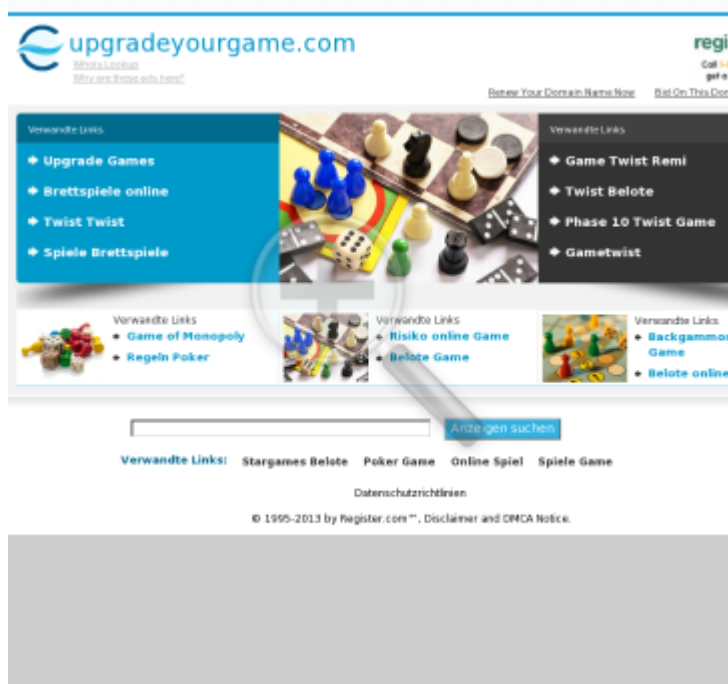 upgradeyourgame.com
Whois Lookup
Why are these ads here?
Call
Renew Your Domain Name Now
Bid On This
Verwandte Links
Upgrade Games
Brettspiele online
Twist Twist
Spiele Brettspiele
Verwandte Links
Game Twist Remi
Twist Belote
Phase 10 Twist Game
Gametwist
Verwandte Links
Game of Monopoly
Regeln Poker
Verwandte Links
Risiko online Game
Belote Game
Verwandte Links
Game
Belote online
Anzeigen suchen
Verwandte Links: Stargames Belote Poker Game Online Spiel Spiele Game
Datenschutzrichtlinien
© 1995-2013 by Register.com™, Disclaimer and DMCA Notice.